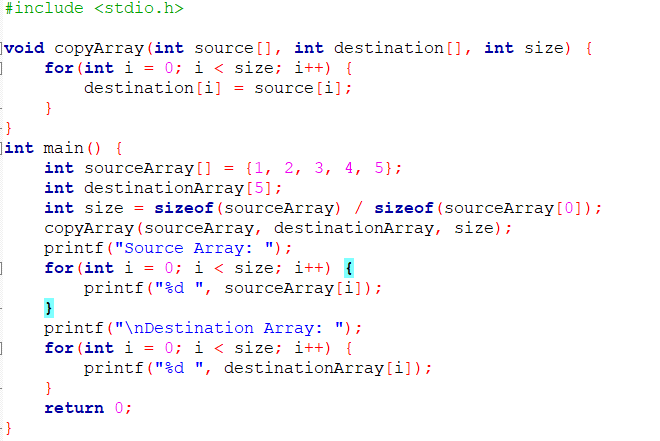 #include <stdio.h>

void copyArray(int source[], int destination[], int size) {
    for(int i = 0; i < size; i++) {
        destination[i] = source[i];
    }
}
int main() {
    int sourceArray[] = {1, 2, 3, 4, 5};
    int destinationArray[5];
    int size = sizeof(sourceArray) / sizeof(sourceArray[0]);
    copyArray(sourceArray, destinationArray, size);
    printf("Source Array: ");
    for(int i = 0; i < size; i++) {
        printf("%d ", sourceArray[i]);
    }
    printf("\nDestination Array: ");
    for(int i = 0; i < size; i++) {
        printf("%d ", destinationArray[i]);
    }
    return 0;
}